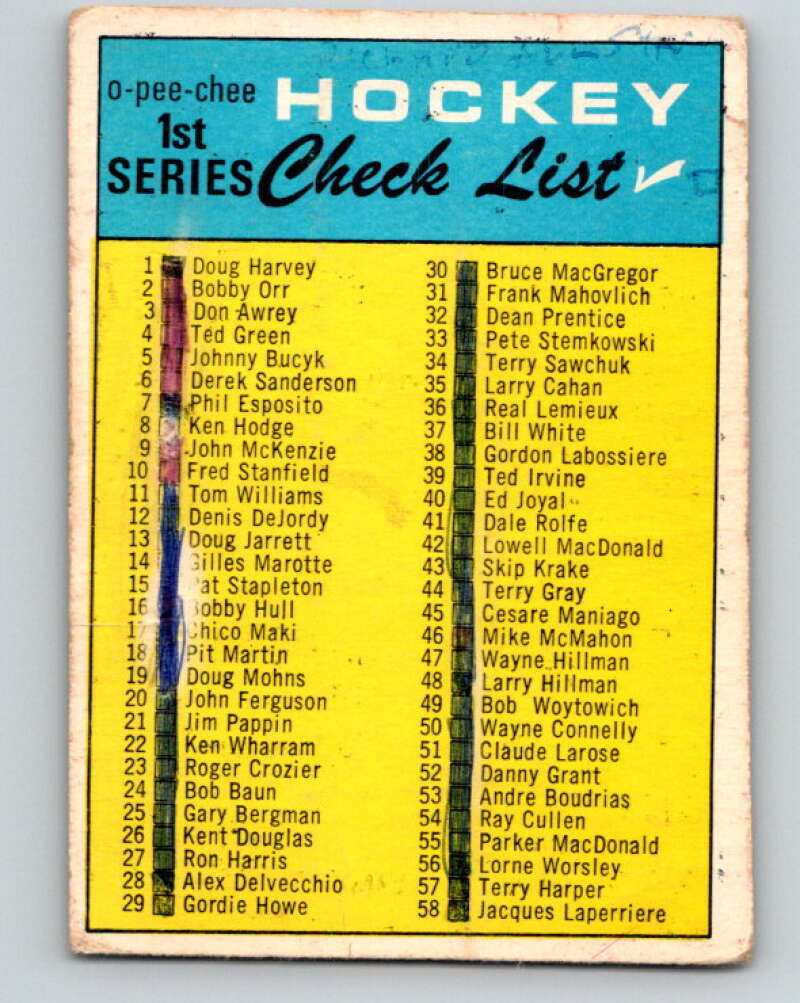 o-pee-chee HOCKEY
1st
SERIES Check List
1 Doug Harvey
2 Bobby Orr
3 Don Awrey
4 Ted Green
5 Johnny Bucyk
6 Derek Sanderson
7 Phil Esposito
8 Ken Hodge
9 John McKenzie
10 Fred Stanfield
11 Tom Williams
12 Denis DeJordy
13 Doug Jarrett
14 Gilles Marotte
15 Pat Stapleton
16 Bobby Hull
17 Chico Maki
18 Pit Martin
19 Doug Mohns
20 John Ferguson
21 Jim Pappin
22 Ken Wharram
23 Roger Crozier
24 Bob Baun
25 Gary Bergman
26 Kent Douglas
27 Ron Harris
28 Alex Delvecchio
29 Gordie Howe
30 Bruce MacGregor
31 Frank Mahovlich
32 Dean Prentice
33 Pete Stemkowski
34 Terry Sawchuk
35 Larry Cahan
36 Real Lemieux
37 Bill White
38 Gordon Labossiere
39 Ted Irvine
40 Ed Joyal
41 Dale Rolfe
42 Lowell MacDonald
43 Skip Krake
44 Terry Gray
45 Cesare Maniago
46 Mike McMahon
47 Wayne Hillman
48 Larry Hillman
49 Bob Woytowich
50 Wayne Connelly
51 Claude Larose
52 Danny Grant
53 Andre Boudrias
54 Ray Cullen
55 Parker MacDonald
56 Lorne Worsley
57 Terry Harper
58 Jacques Laperriere